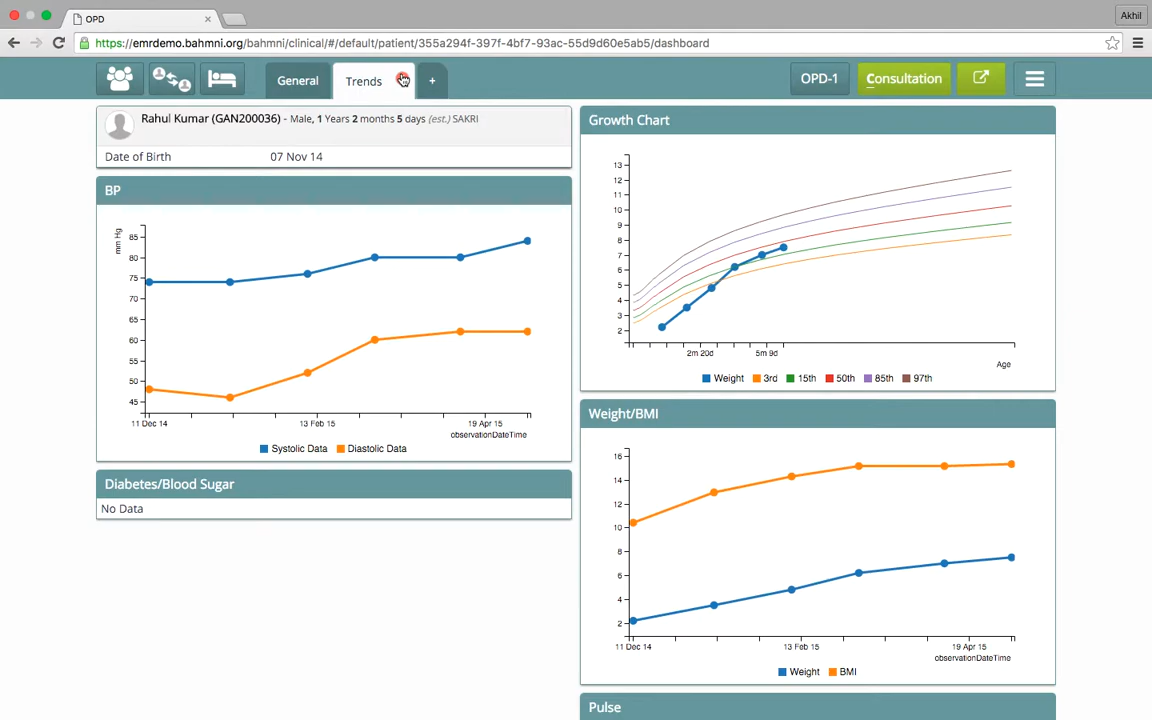 OPD
Akhil
https://emrdemo.bahmni.org/bahmni/clinical/#/default/patient/355a294f-397f-4bf7-93ac-55d9d60e5ab5/dashboard
General
Trends
+
OPD-1
Consultation
Rahul Kumar (GAN200036) - Male, 1 Years 2 months 5 days (est.) SAKRI
Date of Birth 07 Nov 14
BP
mm Hg
85
80
75
70
65
60
55
50
45
11 Dec 14 13 Feb 15 19 Apr 15
observationDateTime
Systolic Data Diastolic Data
Diabetes/Blood Sugar
No Data
Growth Chart
13
12
11
10
9
8
7
6
5
4
3
2
2m 20d 5m 9d
Age
Weight 3rd 15th 50th 85th 97th
Weight/BMI
16
14
12
10
8
6
4
2
11 Dec 14 13 Feb 15 19 Apr 15
observationDateTime
Weight BMI
Pulse